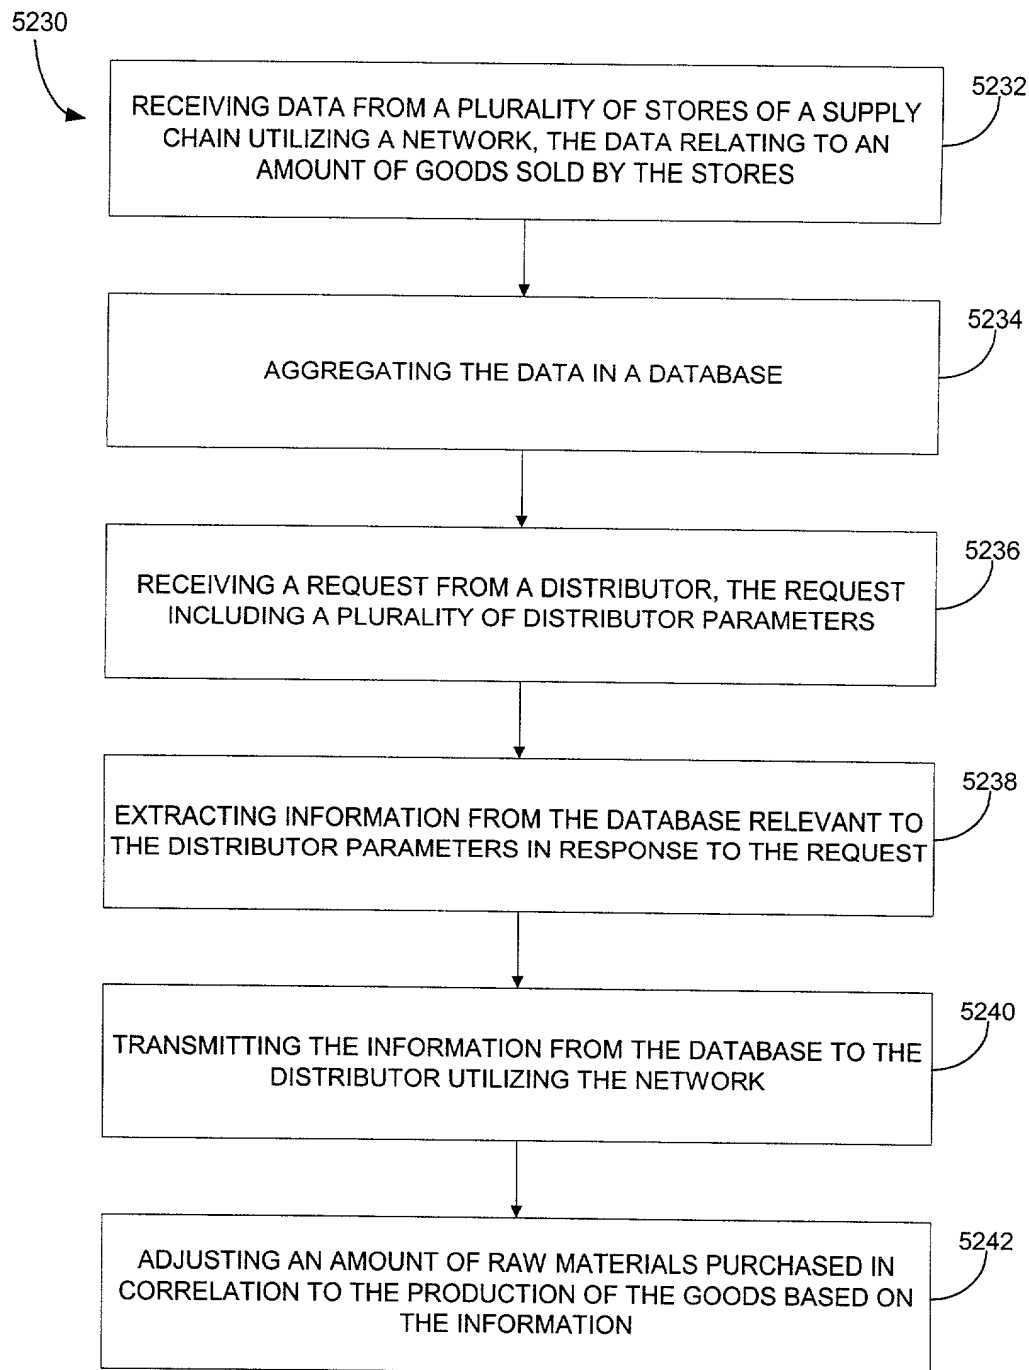 5230
RECEIVING DATA FROM A PLURALITY OF STORES OF A SUPPLY
CHAIN UTILIZING A NETWORK, THE DATA RELATING TO AN
AMOUNT OF GOODS SOLD BY THE STORES
5232
AGGREGATING THE DATA IN A DATABASE
5234
RECEIVING A REQUEST FROM A DISTRIBUTOR, THE REQUEST
INCLUDING A PLURALITY OF DISTRIBUTOR PARAMETERS
5236
EXTRACTING INFORMATION FROM THE DATABASE RELEVANT TO
THE DISTRIBUTOR PARAMETERS IN RESPONSE TO THE REQUEST
5238
TRANSMITTING THE INFORMATION FROM THE DATABASE TO THE
DISTRIBUTOR UTILIZING THE NETWORK
5240
ADJUSTING AN AMOUNT OF RAW MATERIALS PURCHASED IN
CORRELATION TO THE PRODUCTION OF THE GOODS BASED ON
THE INFORMATION
5242